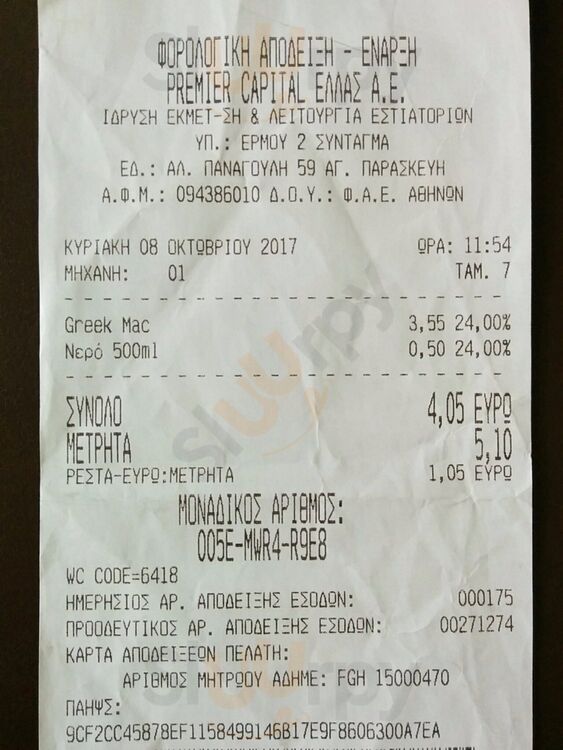 ΦΟΡΟΛΟΓΙΚΗ ΑΠΟΔΕΙΞΗ - ΕΝΑΡΞΗ
PREMIER CAPITAL ΕΛΛΑΣ Α.Ε.
ΙΔΡΥΣΗ ΕΚΜΕΤ-ΣΗ & ΛΕΙΤΟΥΡΓΙΑ ΕΣΤΙΑΤΟΡΙΩΝ
ΥΠ.: ΕΡΜΟΥ 2 ΣΥΝΤΑΓΜΑ
ΕΔ.: ΑΛ. ΠΑΝΑΓΟΥΛΗ 59 ΑΓ. ΠΑΡΑΣΚΕΥΗ
Α.Φ.Μ.: 094386010 Δ.Ο.Υ.: Φ.Α.Ε. ΑΘΗΝΩΝ
ΚΥΡΙΑΚΗ 08 ΟΚΤΩΒΡΙΟΥ 2017 ΩΡΑ: 11:54
ΜΗΧΑΝΗ: 01 ΤΑΜ. 7
Greek Mac 3,55 24,00%
Νερό 500ml 0,50 24,00%
ΣΥΝΟΛΟ 4,05 ΕΥΡΩ
ΜΕΤΡΗΤΑ 5,10
ΡΕΣΤΑ-ΕΥΡΩ:ΜΕΤΡΗΤΑ 1,05 ΕΥΡΩ
ΜΟΝΑΔΙΚΟΣ ΑΡΙΘΜΟΣ:
005E-MWR4-R9E8
WC CODE=6418
ΗΜΕΡΗΣΙΟΣ ΑΡ. ΑΠΟΔΕΙΞΗΣ ΕΣΟΔΩΝ: 000175
ΠΡΟΟΔΕΥΤΙΚΟΣ ΑΡ. ΑΠΟΔΕΙΞΗΣ ΕΣΟΔΩΝ: 00271274
ΚΑΡΤΑ ΑΠΟΔΕΙΞΕΩΝ ΠΕΛΑΤΗ:
ΑΡΙΘΜΟΣ ΜΗΤΡΩΟΥ ΑΔΗΜΕ: FGH 15000470
ΠΑΗΨΣ:
9CF2CC45878EF1158499146B17E9F8606300A7EA
sluurpy
sluurpy